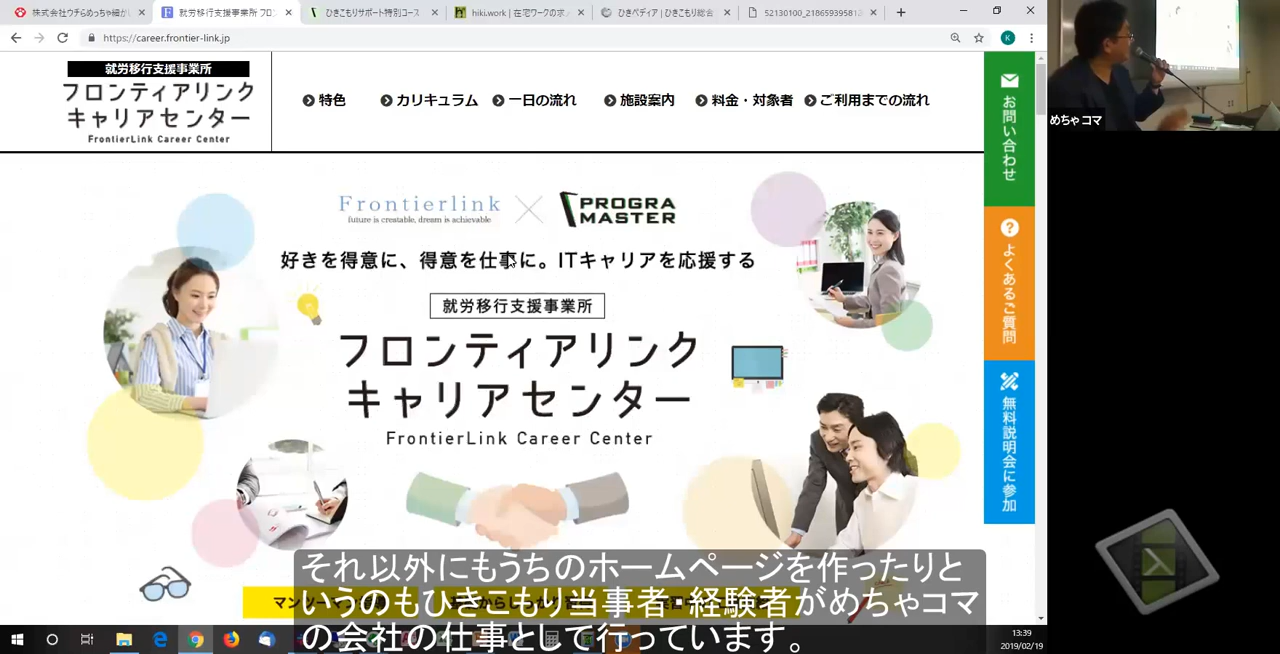 株式会社ウチらめっちゃ細か
就労移行支援事業所 フロン
ひきこもりサポート特別コース
hiki.work | 在宅ワークの求
ひきペディア | ひきこもり総合
52130100_218659395812
https://career.frontier-link.jp
K
就労移行支援事業所
フロンティアリンク
キャリアセンター
FrontierLink Career Center
特色
カリキュラム
一日の流れ
施設案内
料金・対象者
ご利用までの流れ
お問い合わせ
よくあるご質問
無料説明会に参加
めちゃコマ
Frontierlink
future is creatable, dream is achievable
PROGRA
MASTER
好きを得意に、得意を仕事に。ITキャリアを応援する
就労移行支援事業所
フロンティアリンク
キャリアセンター
FrontierLink Career Center
それ以外にもうちのホームページを作ったりと
いうのもひきこもり当事者・経験者がめちゃコマ
の会社の仕事として行っています。
13:39
2019/02/19